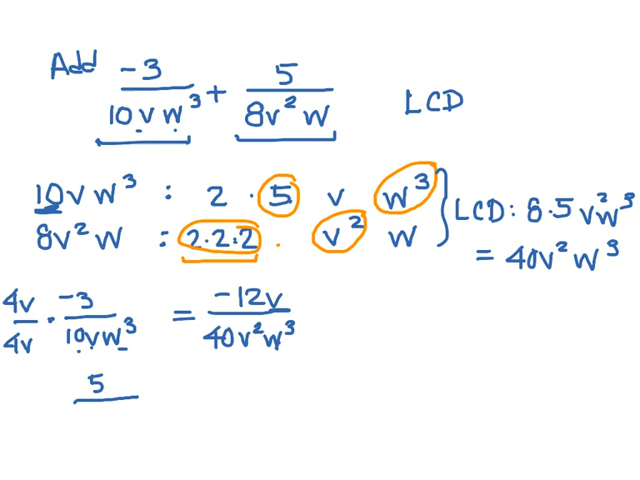 Add -3/(10vw³) + 5/(8v²w) LCD
10vw³ : 2 · 5 v w³
8v²w : 2·2·2 · v² w
LCD: 8·5v²w³
= 40v²w³
4v/4v · -3/(10vw³) = -12v/(40v²w³)
5